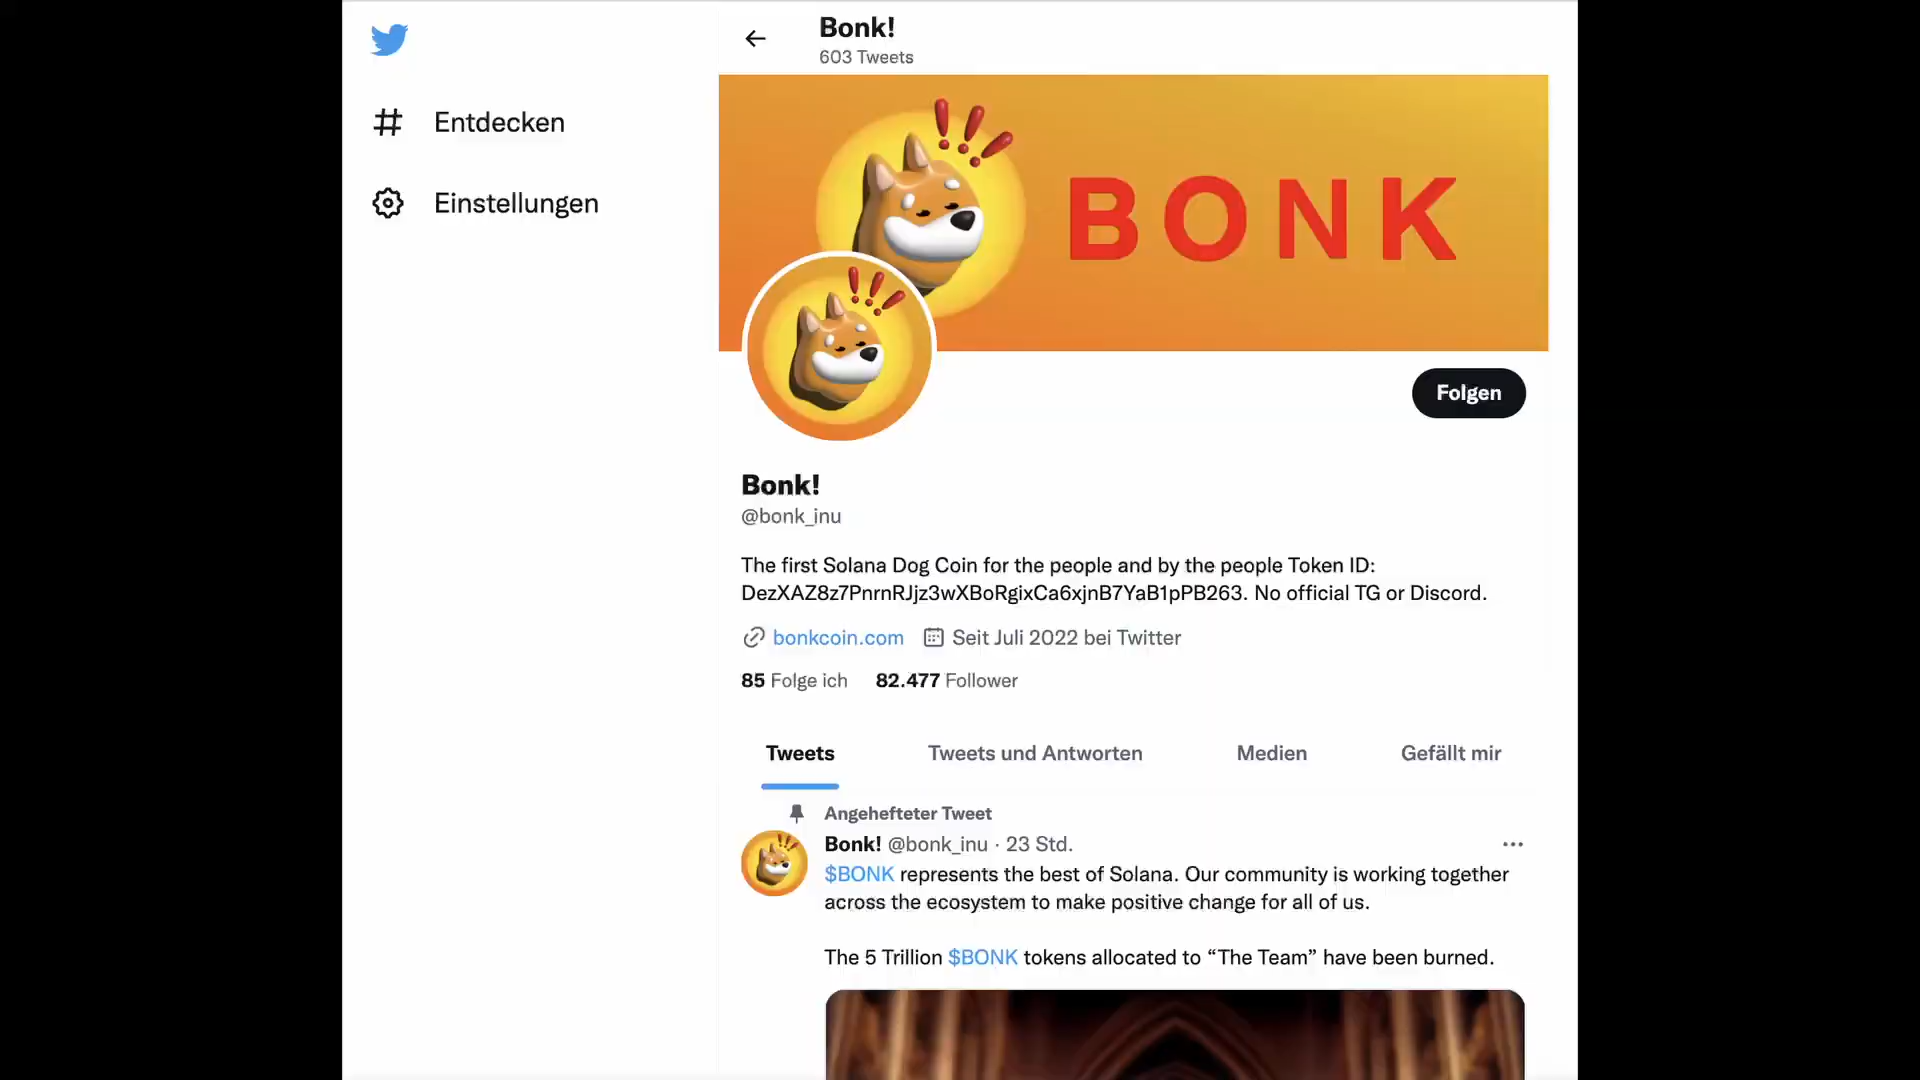 Bonk!
603 Tweets
Entdecken
Einstellungen
BONK
Folgen
Bonk!
@bonk_inu
The first Solana Dog Coin for the people and by the people Token ID:
DezXAZ8z7PnrnRJjz3wXBoRgixCa6xjnB7YaB1pPB263. No official TG or Discord.
bonkcoin.com Seit Juli 2022 bei Twitter
85 Folge ich 82.477 Follower
Tweets Tweets und Antworten Medien Gefällt mir
Angehefteter Tweet
Bonk! @bonk_inu · 23 Std.
$BONK represents the best of Solana. Our community is working together
across the ecosystem to make positive change for all of us.
The 5 Trillion $BONK tokens allocated to “The Team” have been burned.